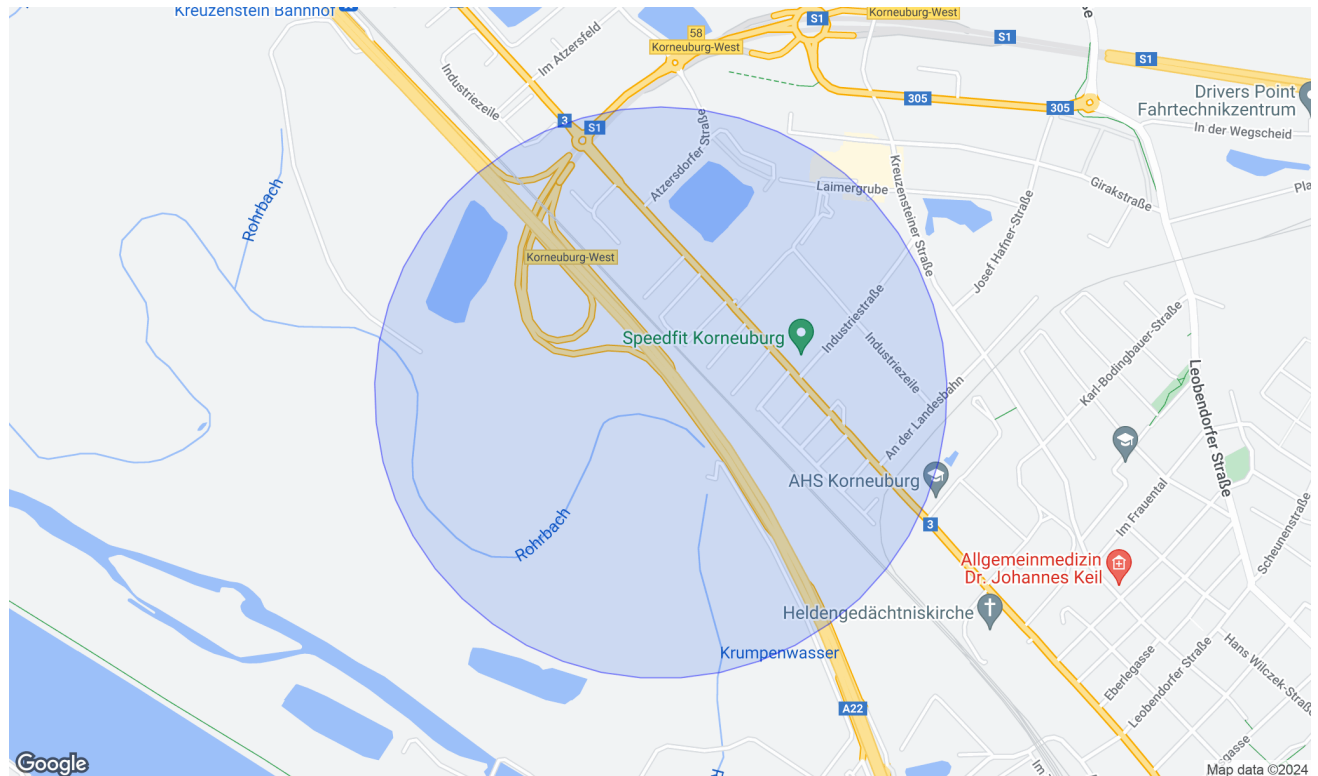 Kreuzenstein Bahnhof
S1
Korneuburg-West
58
Korneuburg-West
S1
S1
Im Atzersfeld
Industriezeile
305
305
Drivers Point
Fahrtechnikzentrum
In der Wegscheid
3
S1
Atzersdorfer Straße
Kreuzensteiner Straße
Laimergrube
Girakstraße
Rohrbach
Josef Hafner-Straße
Korneuburg-West
Speedfit Korneuburg
Industriestraße
Industriezeile
Karl-Bodingbauer-Straße
Leobendorfer Straße
An der Landesbahn
AHS Korneuburg
Im Frauental
3
Rohrbach
Scheunenstraße
Allgemeinmedizin
Dr. Johannes Keil
Heldengedächtniskirche
Krumpenwasser
Eberlegasse
Leobendorfer Straße
Hans Wilczek-Straße
A22
Google
Map data ©2024